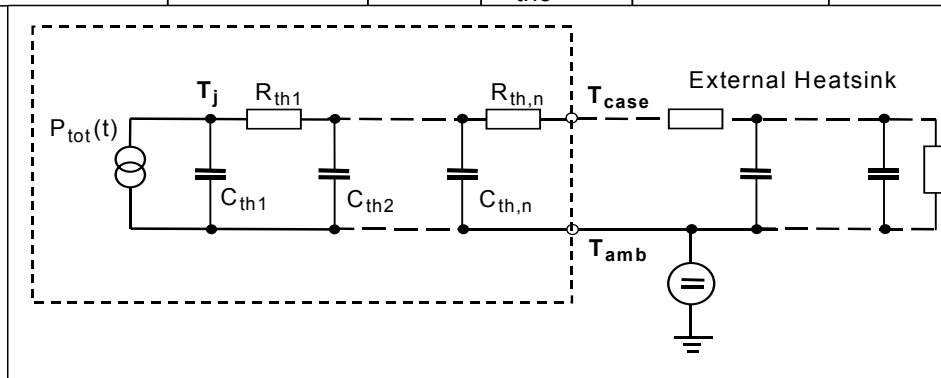 External Heatsink
T_j R_th1 R_th,n T_case
P_tot(t)
C_th1 C_th2 C_th,n
T_amb